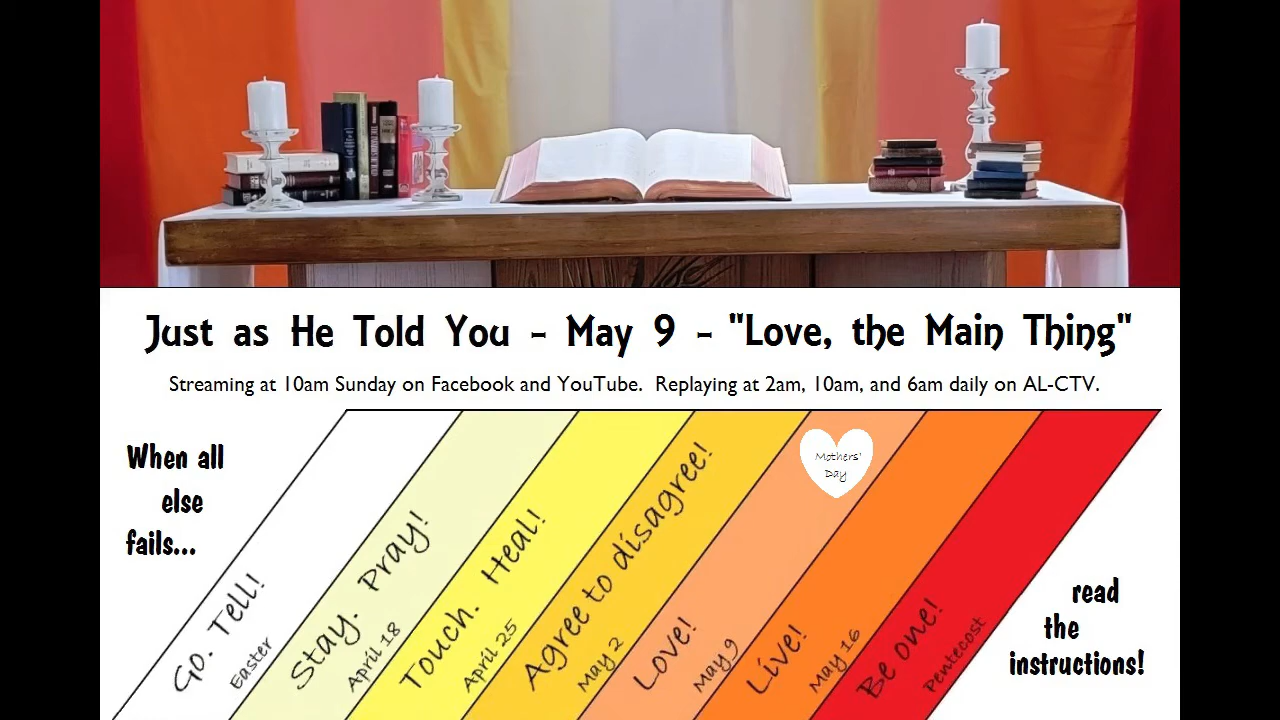 Just as He Told You - May 9 - "Love, the Main Thing"
Streaming at 10am Sunday on Facebook and YouTube. Replaying at 2am, 10am, and 6am daily on AL-CTV.
When all
else
fails...
Go. Tell!
Easter
Stay. Pray!
April 18
Touch. Heal!
April 25
Agree to disagree!
May 2
Mothers'
Day
Love!
May 9
Live!
May 16
Be one!
Pentecost
read
the
instructions!